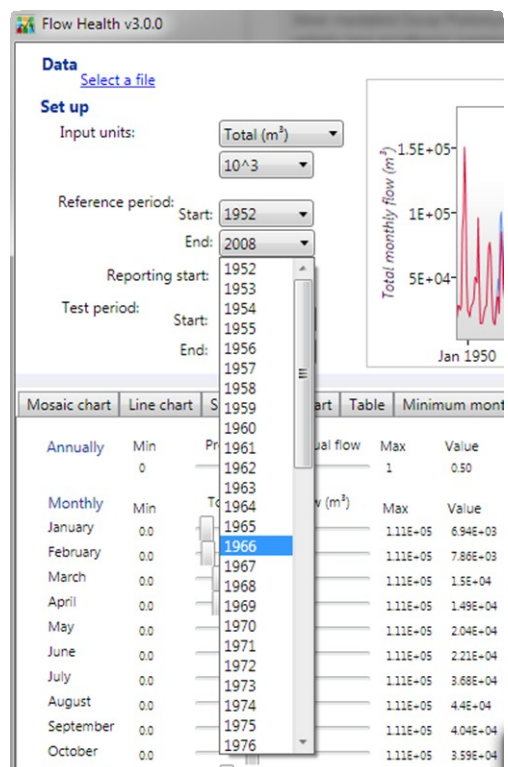 Flow Health v3.0.0
Data
Select a file
Set up
Input units:
Total (m³)
10^3
Reference period:
Start: 1952
End: 2008
1952
1953
1954
1955
1956
1957
1958
1959
1960
1961
1962
1963
1964
1965
1966
1967
1968
1969
1970
1971
1972
1973
1974
1975
1976
Reporting start:
Test period:
Start:
End:
Total monthly flow (m³)
1.5E+05
1E+05
5E+04
Jan 1950
Mosaic chart Line chart S art Table Minimum mont
Annually Min Pr ual flow Max Value
0 1 0.50
Monthly Min To w (m³) Max Value
January 0.0 1.11E+05 6.94E+03
February 0.0 1.11E+05 7.86E+03
March 0.0 1.11E+05 1.5E+04
April 0.0 1.11E+05 1.49E+04
May 0.0 1.11E+05 2.04E+04
June 0.0 1.11E+05 2.21E+04
July 0.0 1.11E+05 3.68E+04
August 0.0 1.11E+05 4.4E+04
September 0.0 1.11E+05 4.04E+04
October 0.0 1.11E+05 3.59E+04